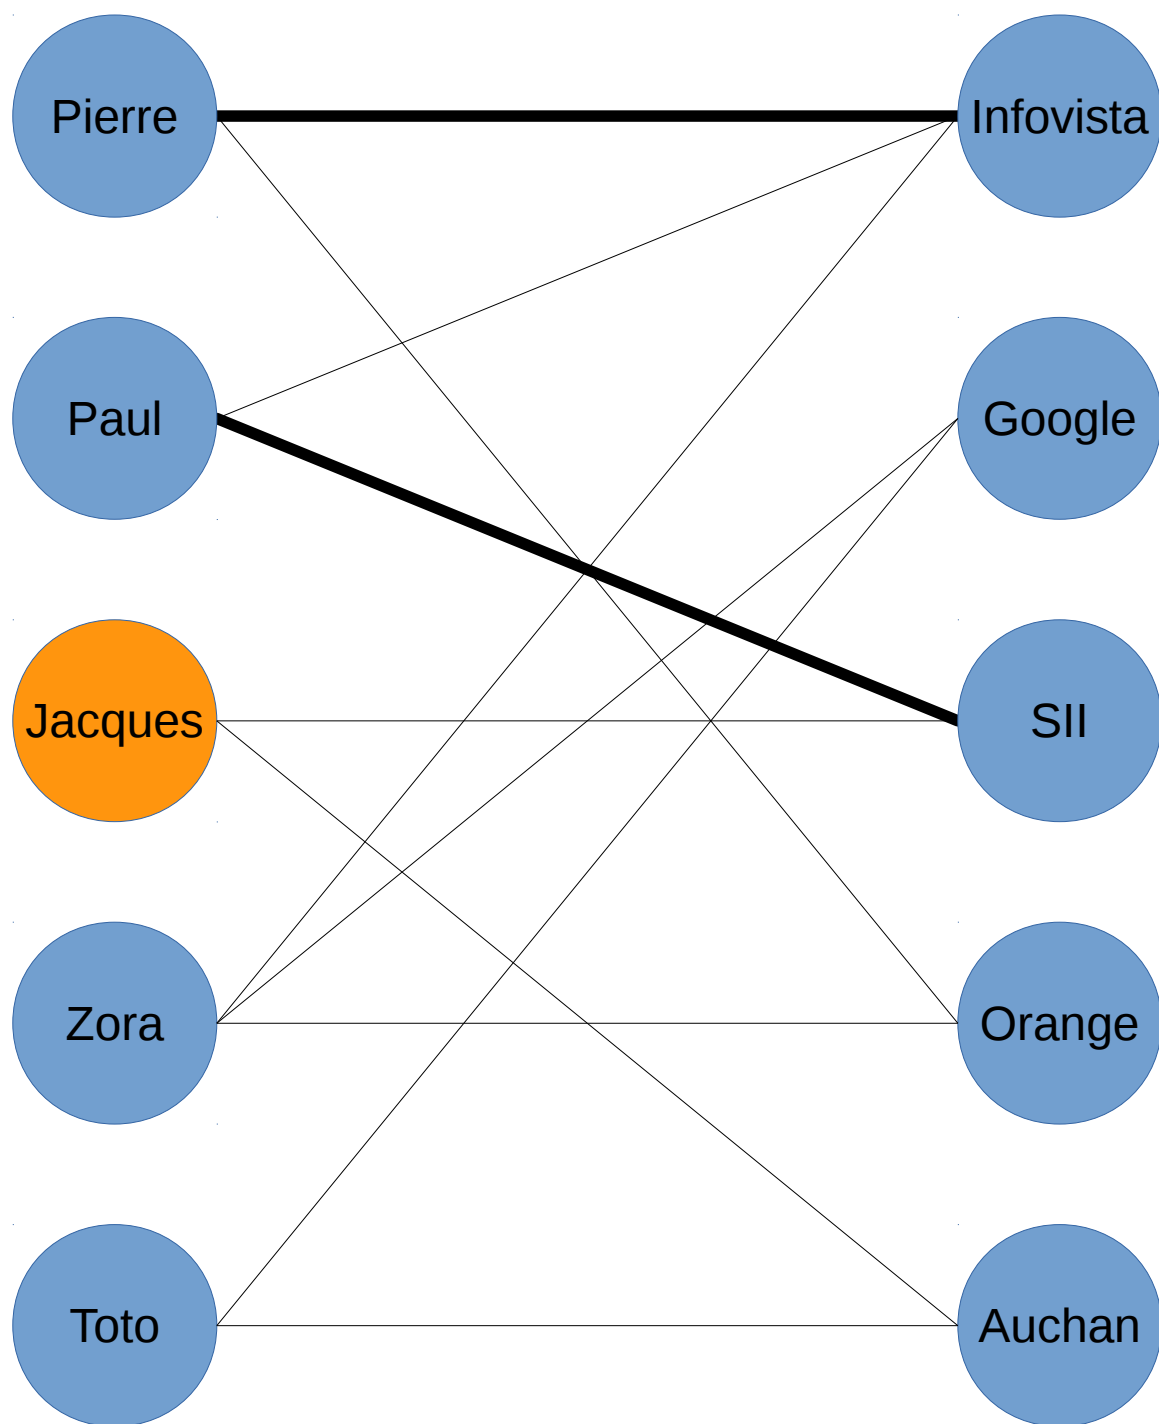 Pierre
Infovista
Paul
Google
Jacques
SII
Zora
Orange
Toto
Auchan